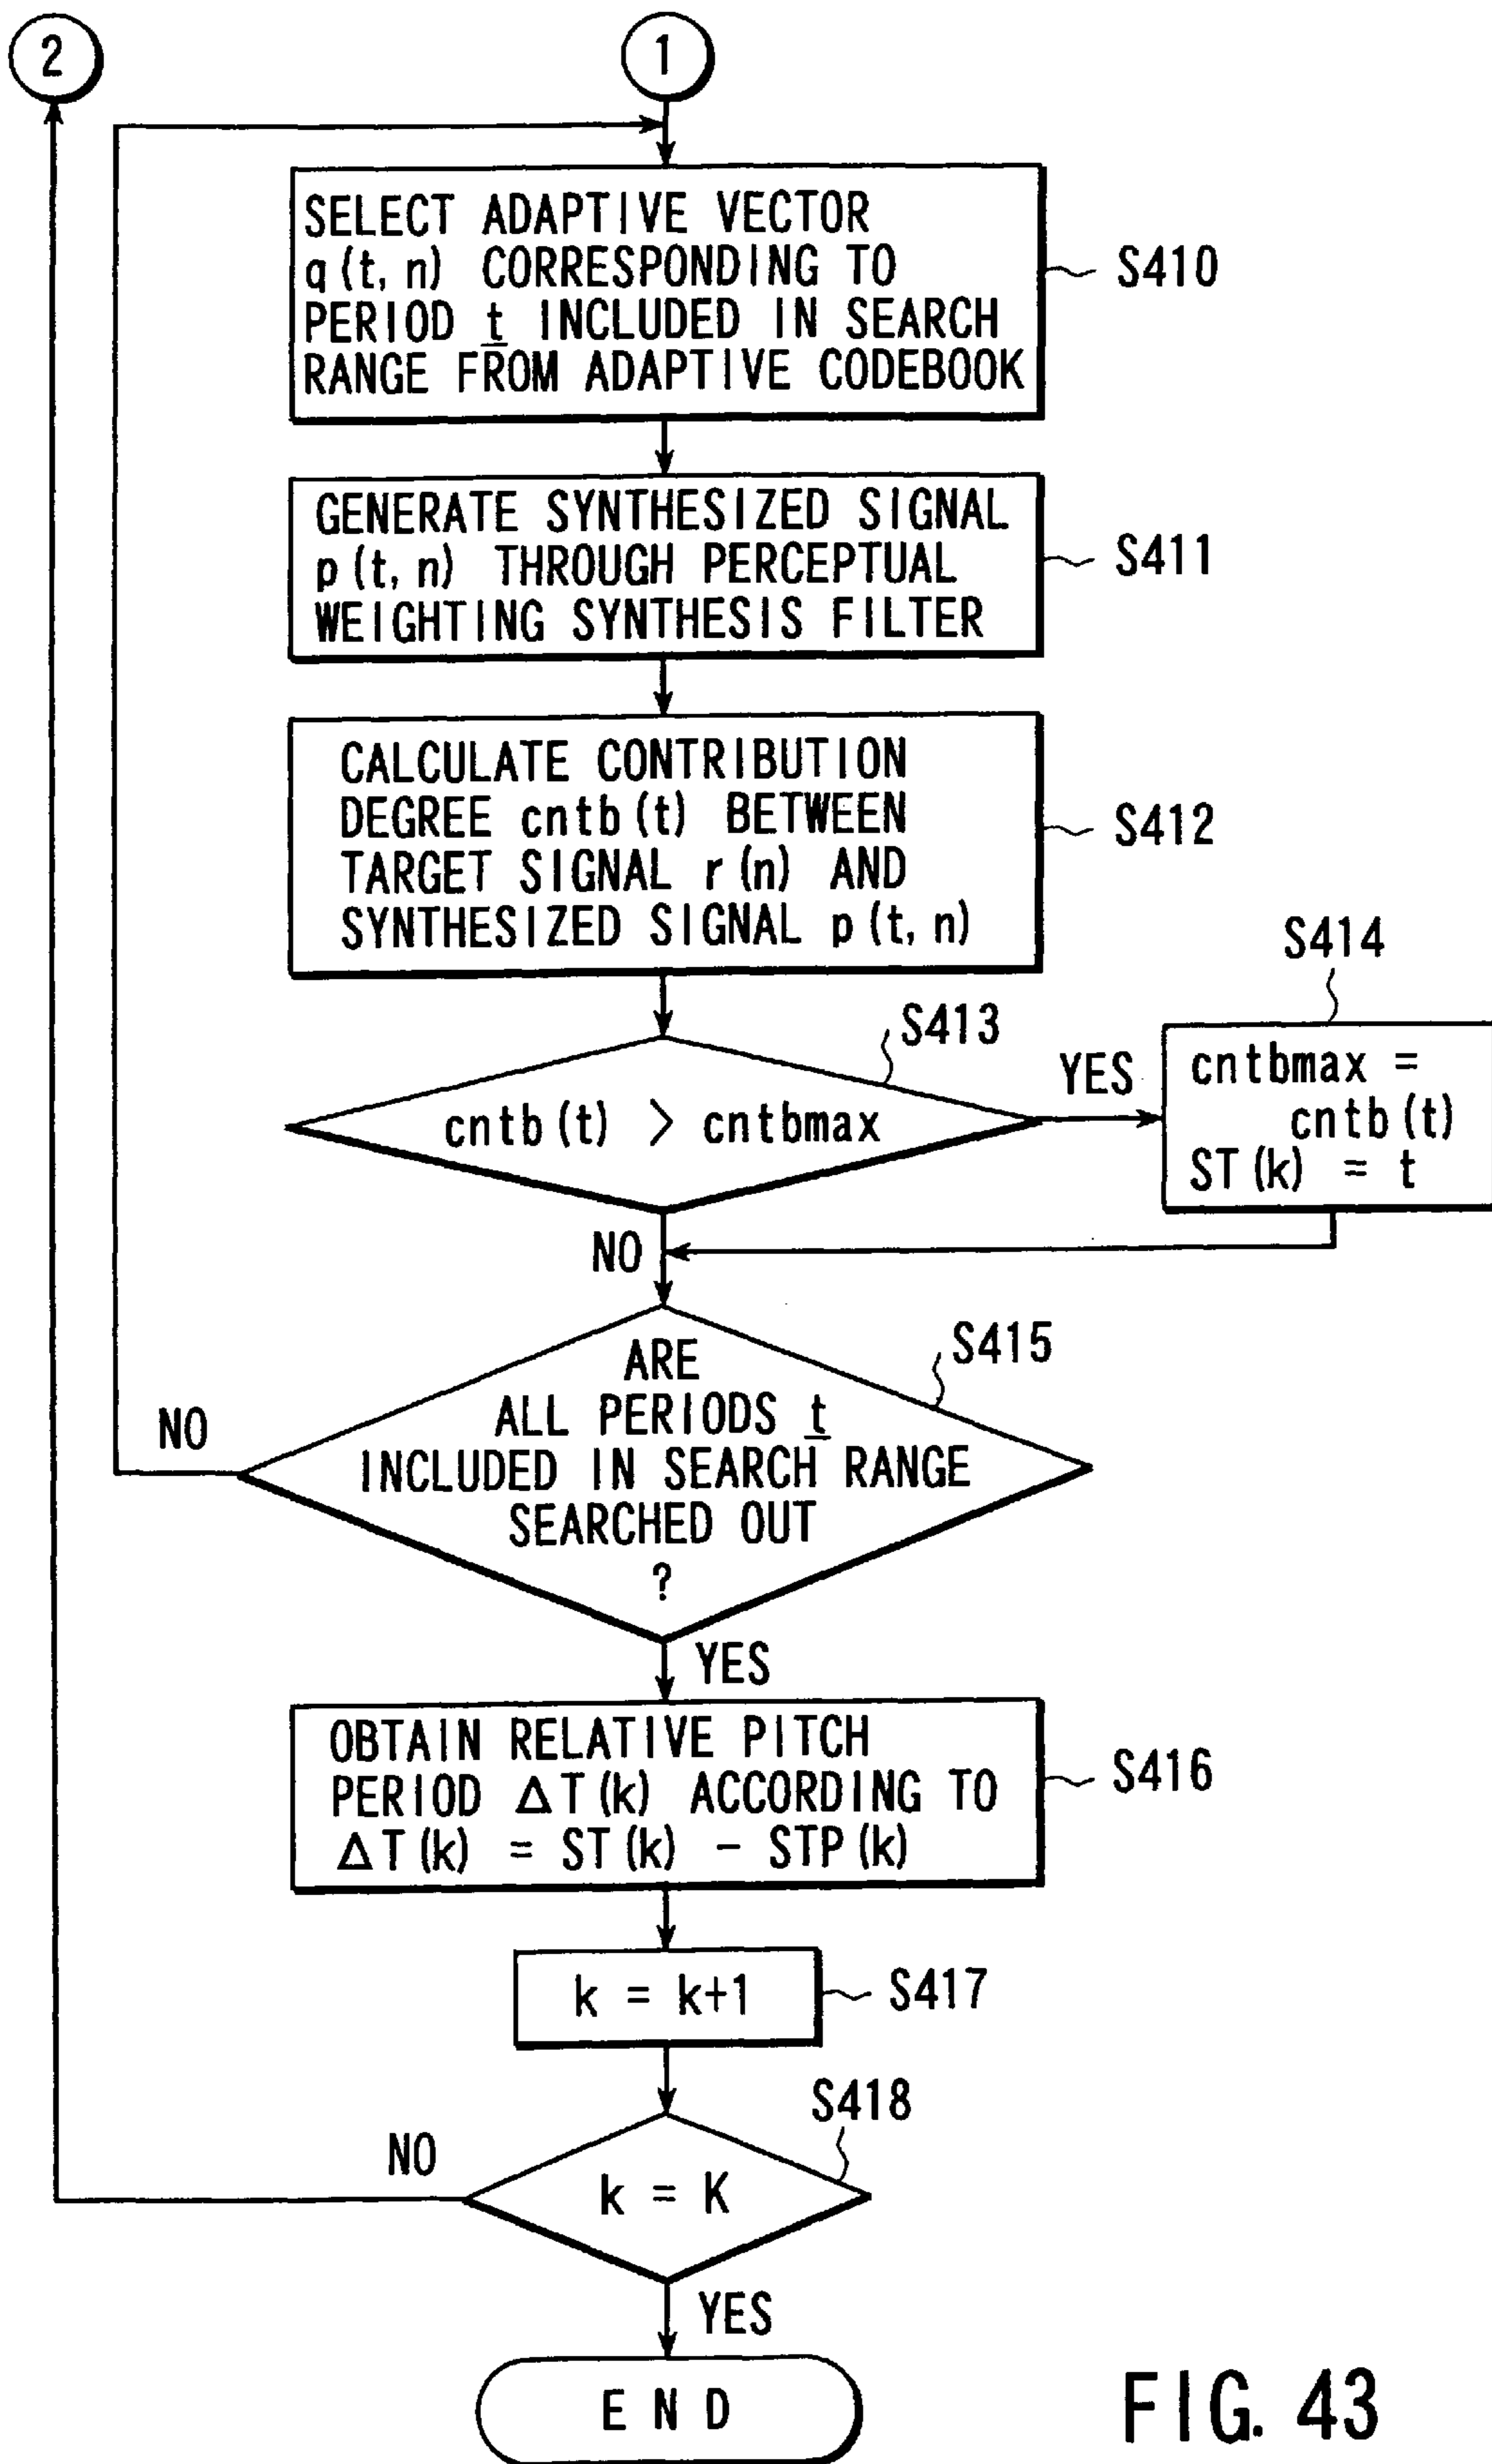 2
1
SELECT ADAPTIVE VECTOR
q(t, n) CORRESPONDING TO
PERIOD t INCLUDED IN SEARCH
RANGE FROM ADAPTIVE CODEBOOK
S410
GENERATE SYNTHESIZED SIGNAL
p(t, n) THROUGH PERCEPTUAL
WEIGHTING SYNTHESIS FILTER
S411
CALCULATE CONTRIBUTION
DEGREE cntb(t) BETWEEN
TARGET SIGNAL r(n) AND
SYNTHESIZED SIGNAL p(t, n)
S412
S413
cntb(t) > cntbmax
YES
S414
cntbmax =
cntb(t)
ST(k) = t
NO
S415
ARE
ALL PERIODS t
INCLUDED IN SEARCH RANGE
SEARCHED OUT
?
NO
YES
OBTAIN RELATIVE PITCH
PERIOD ΔT(k) ACCORDING TO
ΔT(k) = ST(k) - STP(k)
S416
k = k+1
S417
S418
k = K
NO
YES
END
FIG. 43